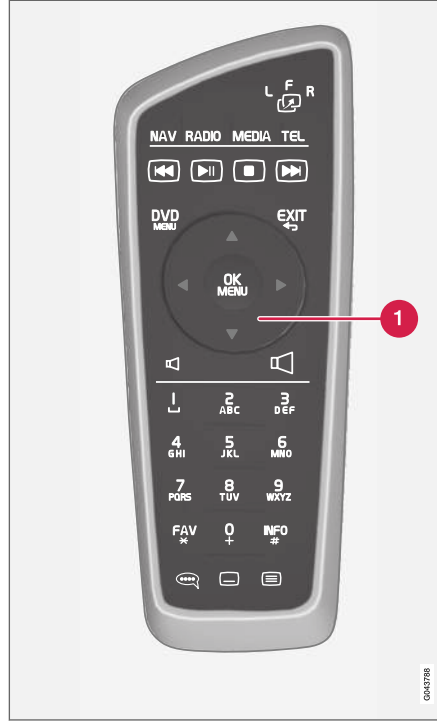 L F R
NAV RADIO MEDIA TEL
DVD EXIT
MENU
OK
MENU
1
1 2 3
ABC DEF
4 5 6
GHI JKL MNO
7 8 9
PQRS TUV WXYZ
FAV 0 INFO
* + #
G043788